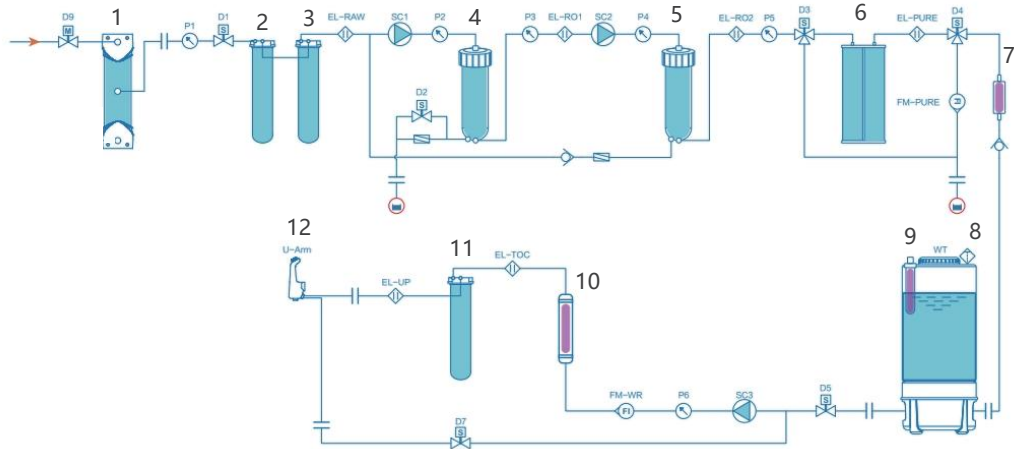 1
2
3
4
5
6
7
8
9
10
11
12
D9
M
P1
D1
S
EL-RAW
SC1
P2
D2
S
P3
EL-RO1
SC2
P4
EL-RO2
P5
D3
S
EL-PURE
D4
S
FM-PURE
FI
U-Arm
EL-UP
EL-TOC
WT
FM-WR
FI
P6
SC3
D5
S
D7
S